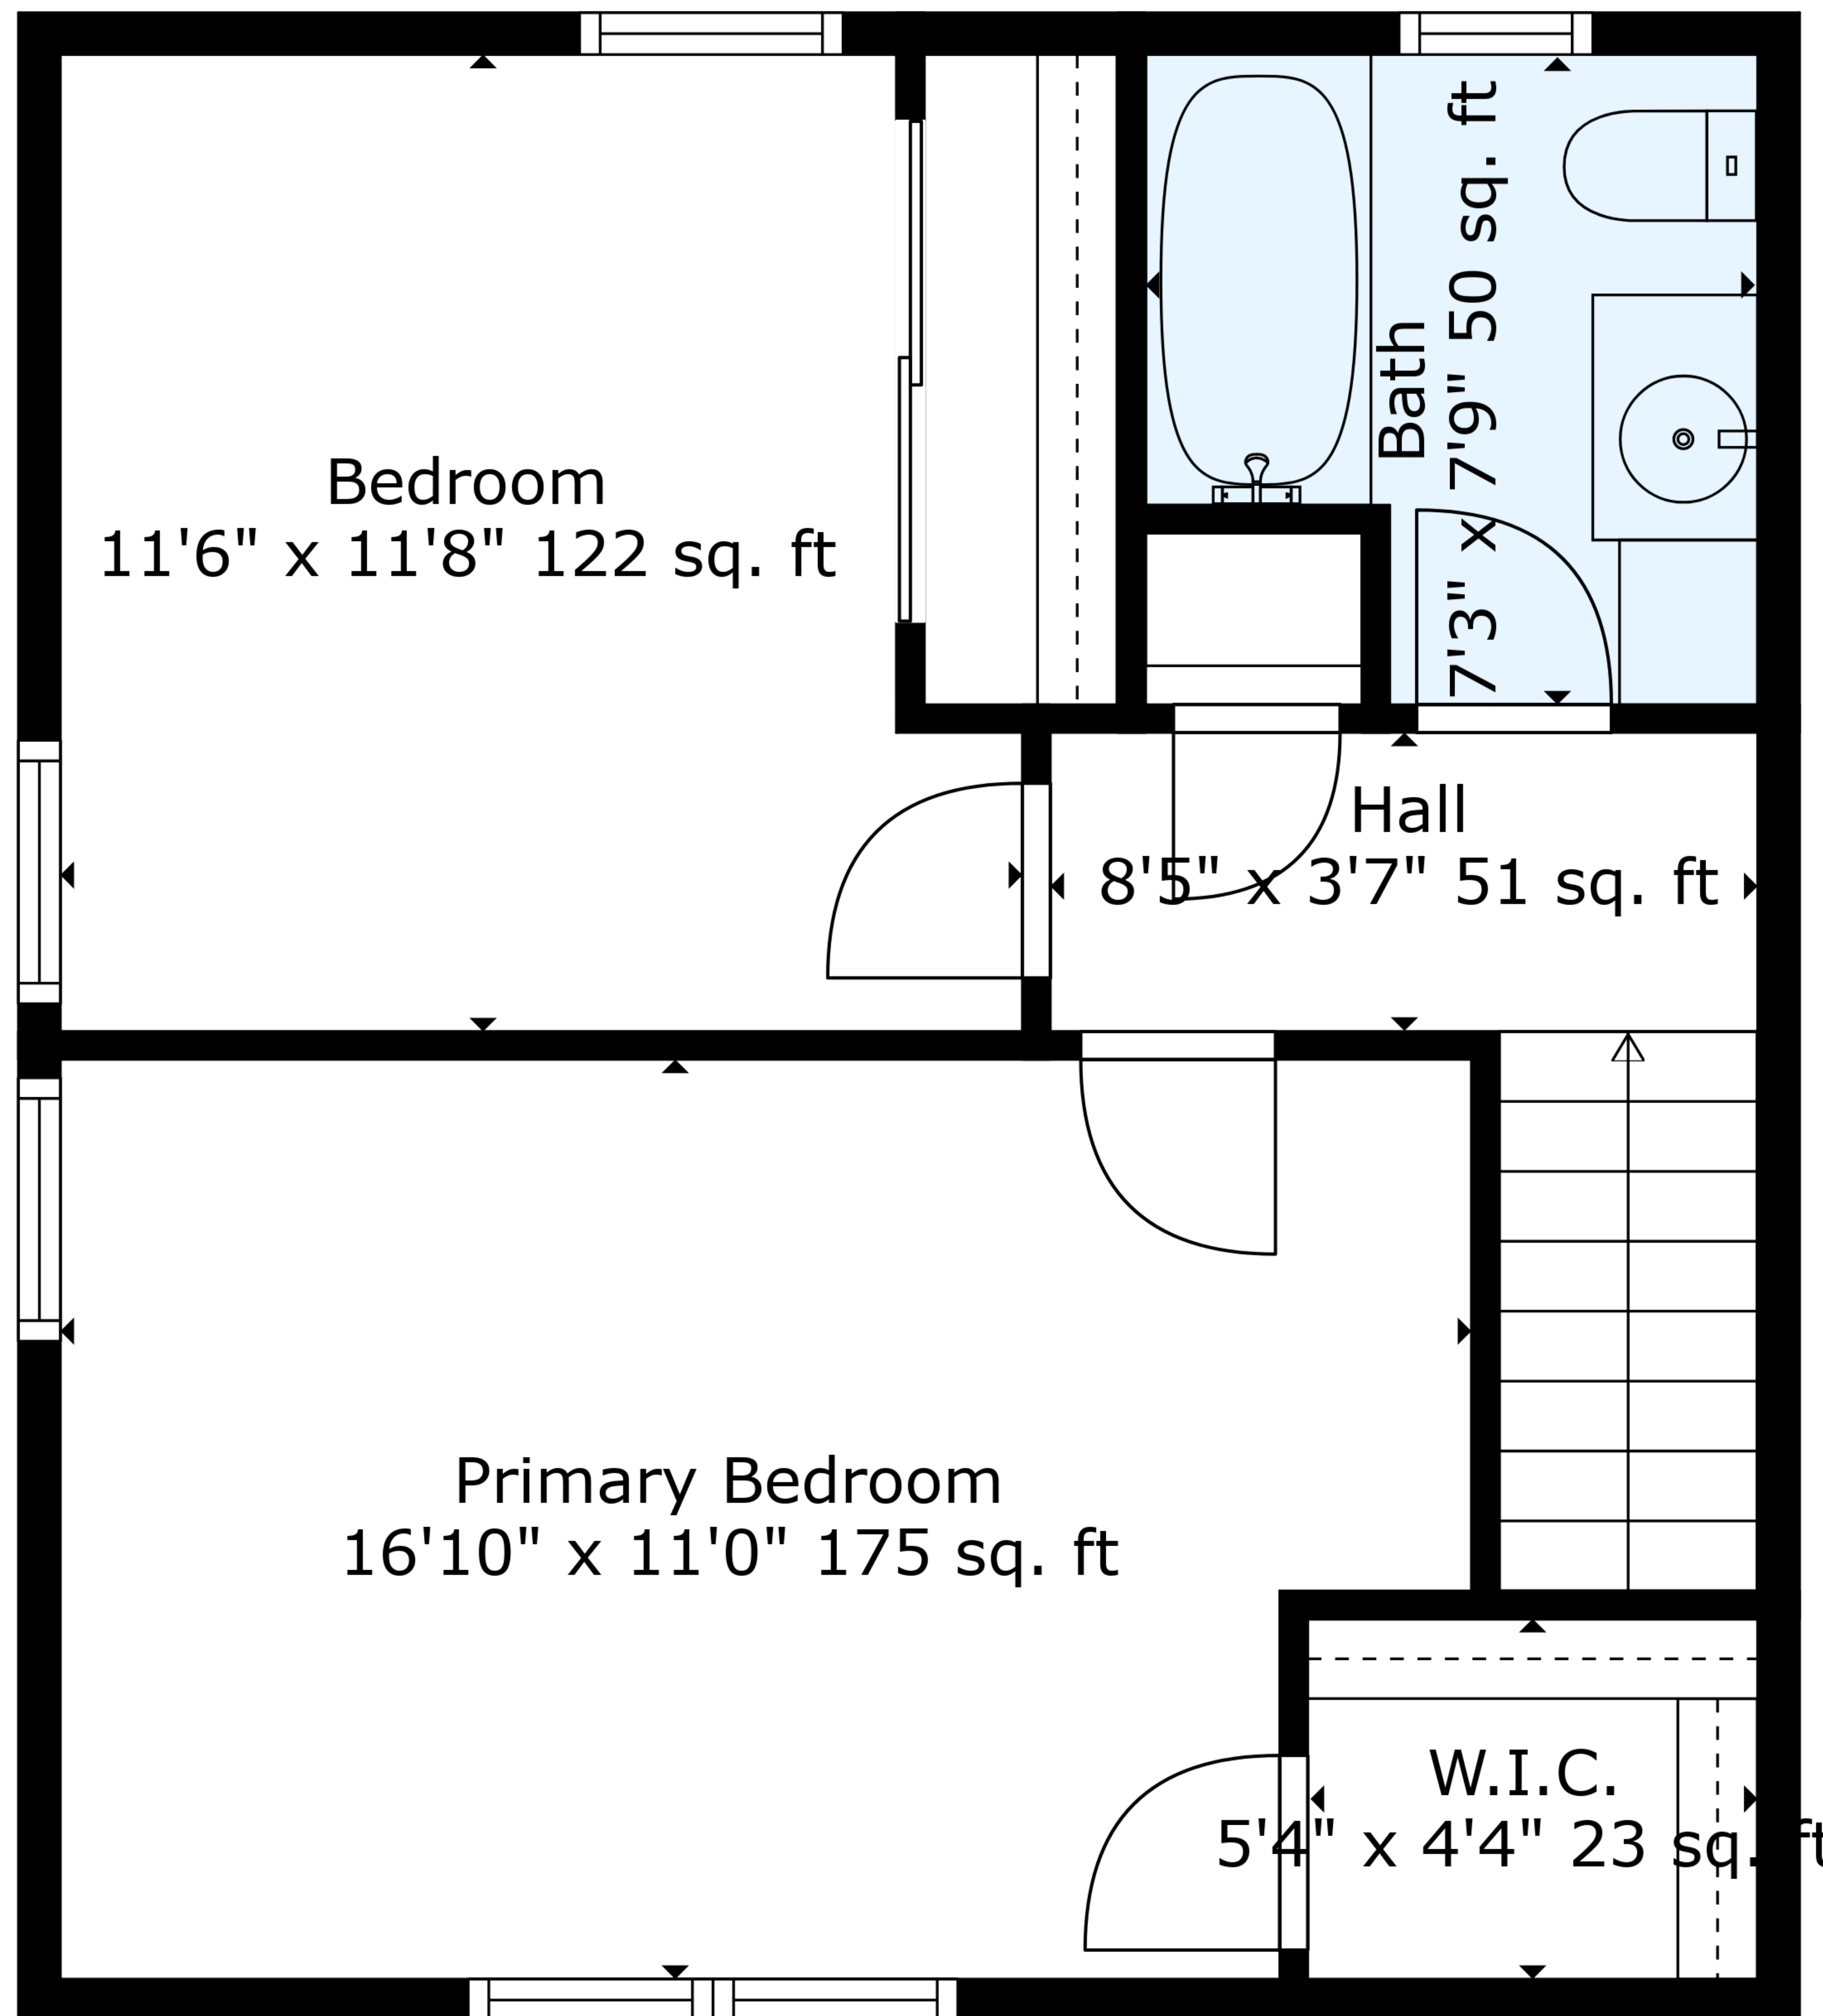 Bedroom
11'6" x 11'8" 122 sq. ft
Bath
7'3" x 7'9" 50 sq. ft
Hall
8'5" x 3'7" 51 sq. ft
Primary Bedroom
16'10" x 11'0" 175 sq. ft
W.I.C.
5'4" x 4'4" 23 sq. ft